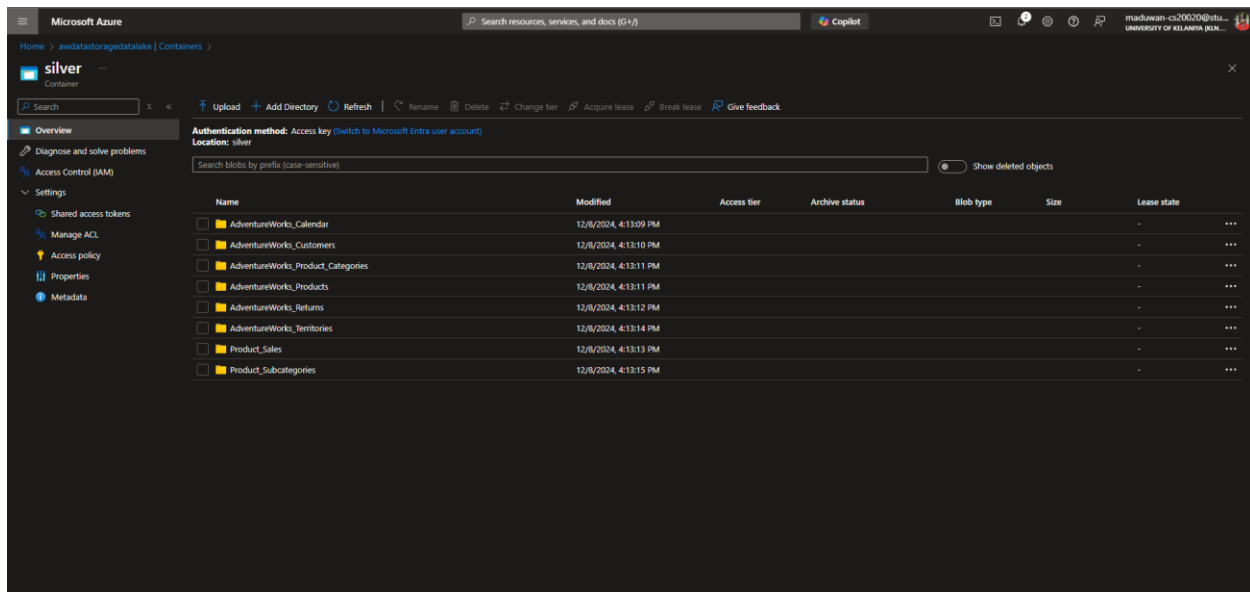 Microsoft Azure
Search resources, services, and docs (G+/)
Copilot
maduwan-cs20020@stu...
UNIVERSITY OF KELANIYA (KLN....
Home > awdatastoragedatalake | Containers >
silver ...
Container
Search
Upload Add Directory Refresh | Rename Delete Change tier Acquire lease Break lease Give feedback
Overview
Diagnose and solve problems
Access Control (IAM)
Settings
Shared access tokens
Manage ACL
Access policy
Properties
Metadata
Authentication method: Access key (Switch to Microsoft Entra user account)
Location: silver
Search blobs by prefix (case-sensitive)
Show deleted objects
Name Modified Access tier Archive status Blob type Size Lease state
AdventureWorks_Calendar 12/8/2024, 4:13:09 PM - ...
AdventureWorks_Customers 12/8/2024, 4:13:10 PM - ...
AdventureWorks_Product_Categories 12/8/2024, 4:13:11 PM - ...
AdventureWorks_Products 12/8/2024, 4:13:11 PM - ...
AdventureWorks_Returns 12/8/2024, 4:13:12 PM - ...
AdventureWorks_Territories 12/8/2024, 4:13:14 PM - ...
Product_Sales 12/8/2024, 4:13:13 PM - ...
Product_Subcategories 12/8/2024, 4:13:15 PM - ...